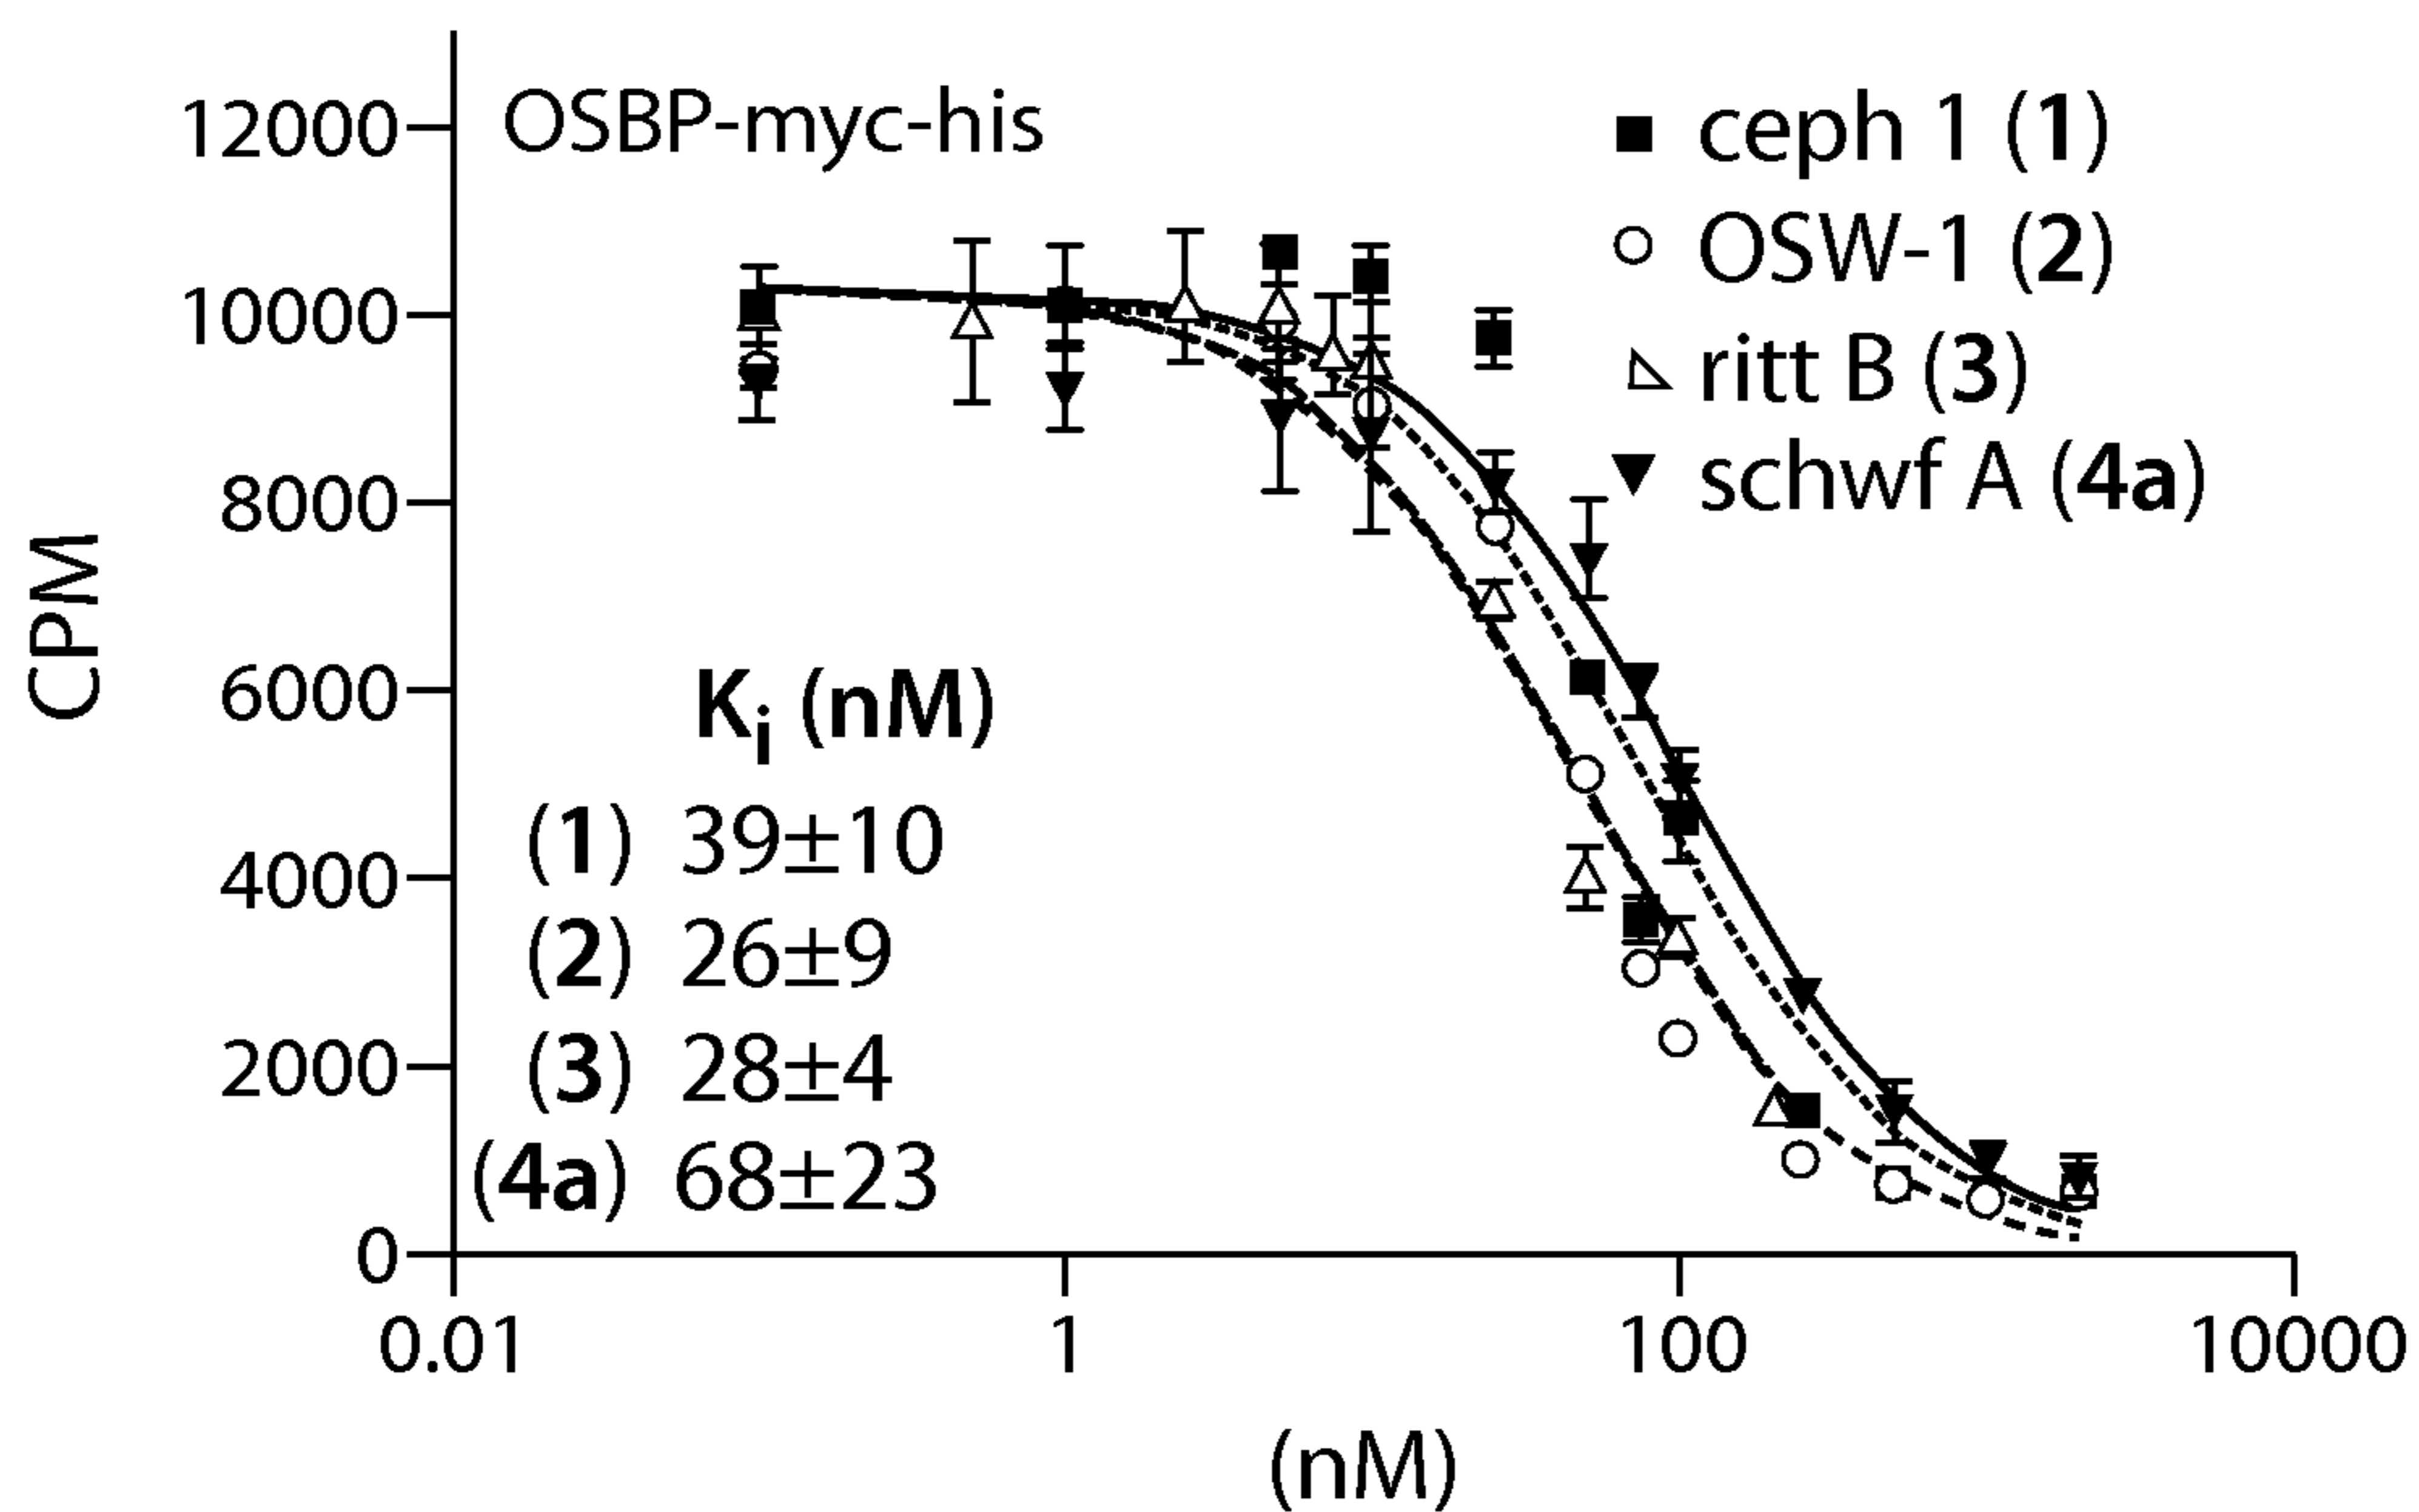 OSBP-myc-his
ceph 1 (1)
OSW-1 (2)
ritt B (3)
schwf A (4a)
CPM
12000
10000
8000
6000
4000
2000
0
Ki (nM)
(1) 39±10
(2) 26±9
(3) 28±4
(4a) 68±23
0.01 1 100 10000
(nM)